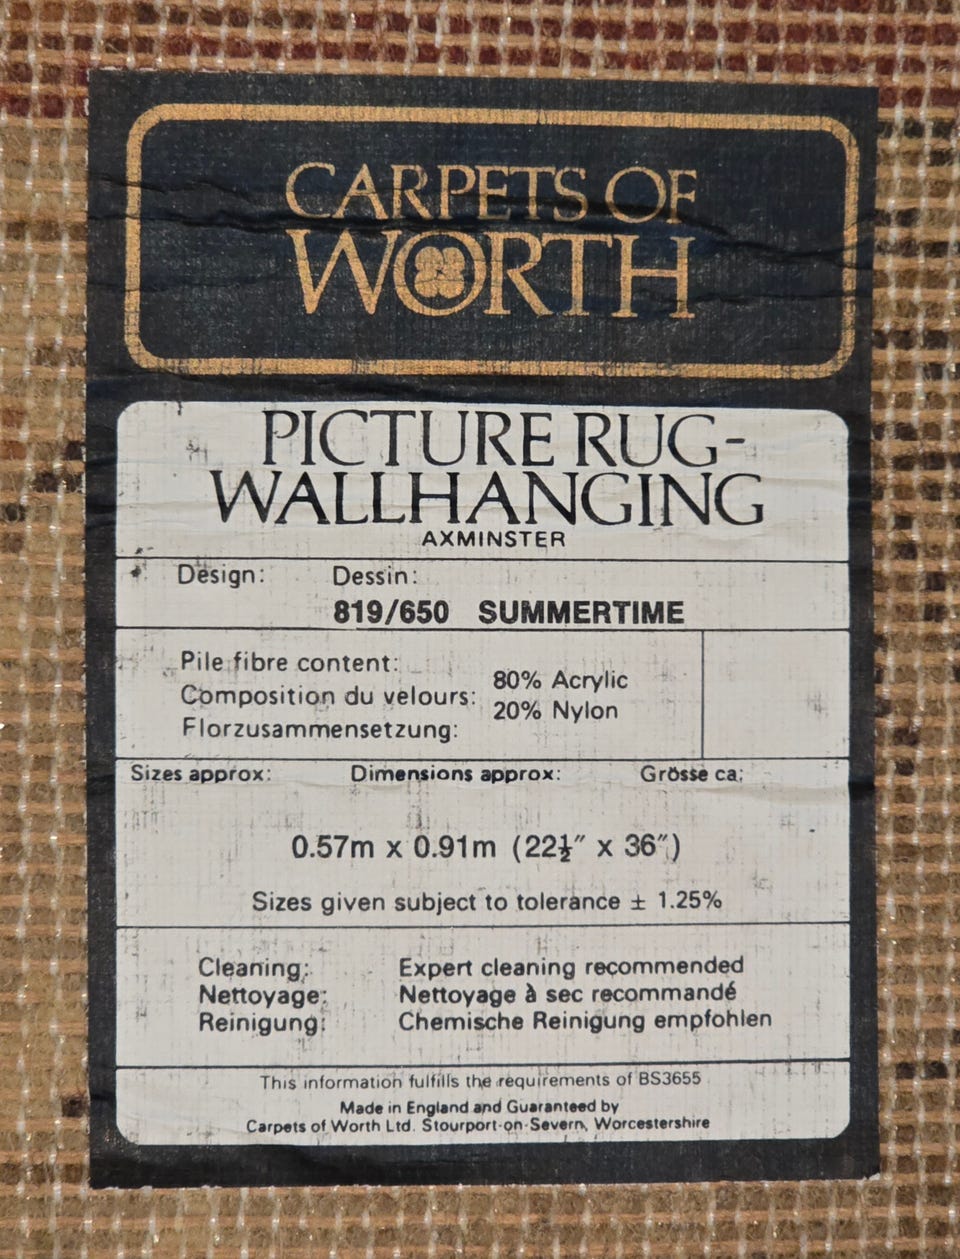 CARPETS OF
WORTH
PICTURE RUG-
WALLHANGING
AXMINSTER
Design: Dessin:
819/650 SUMMERTIME
Pile fibre content:
Composition du velours:
Florzusammensetzung:
80% Acrylic
20% Nylon
Sizes approx: Dimensions approx: Grösse ca:
0.57m x 0.91m (22½″ x 36″)
Sizes given subject to tolerance ± 1.25%
Cleaning: Expert cleaning recommended
Nettoyage: Nettoyage à sec recommandé
Reinigung: Chemische Reinigung empfohlen
This information fulfills the requirements of BS3655
Made in England and Guaranteed by
Carpets of Worth Ltd. Stourport-on-Severn, Worcestershire